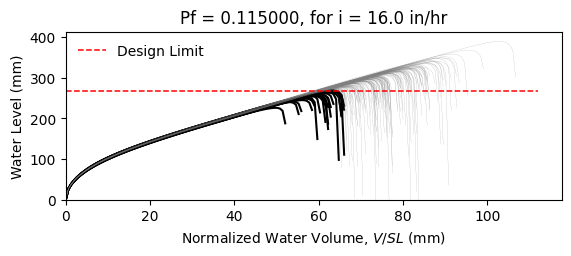 Pf = 0.115000, for i = 16.0 in/hr
Water Level (mm)
400
300
200
100
0
Design Limit
0 20 40 60 80 100
Normalized Water Volume, V/SL (mm)